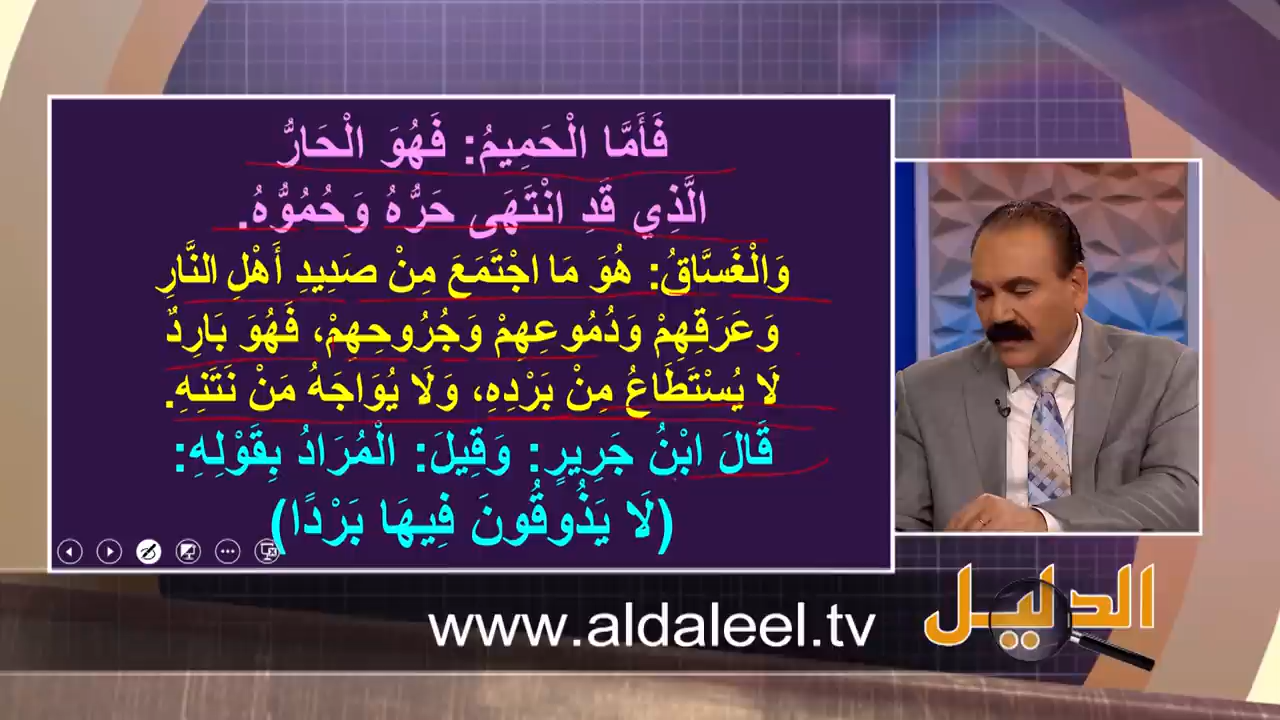 فَأَمَّا الْحَمِيمُ: فَهُوَ الْحَارُّ
الَّذِي قَدِ انْتَهَى حَرُّهُ وَحُمُوُّهُ.
وَالْغَسَّاقُ: هُوَ مَا اجْتَمَعَ مِنْ صَدِيدِ أَهْلِ النَّارِ
وَعَرَقِهِمْ وَدُمُوعِهِمْ وَجُرُوحِهِمْ، فَهُوَ بَارِدٌ
لَا يُسْتَطَاعُ مِنْ بَرْدِهِ، وَلَا يُوَاجَهُ مَنْ نَتَنِهِ.
قَالَ ابْنُ جَرِيرٍ: وَقِيلَ: الْمُرَادُ بِقَوْلِهِ:
(لَا يَذُوقُونَ فِيهَا بَرْدًا)
الدليل
www.aldaleel.tv